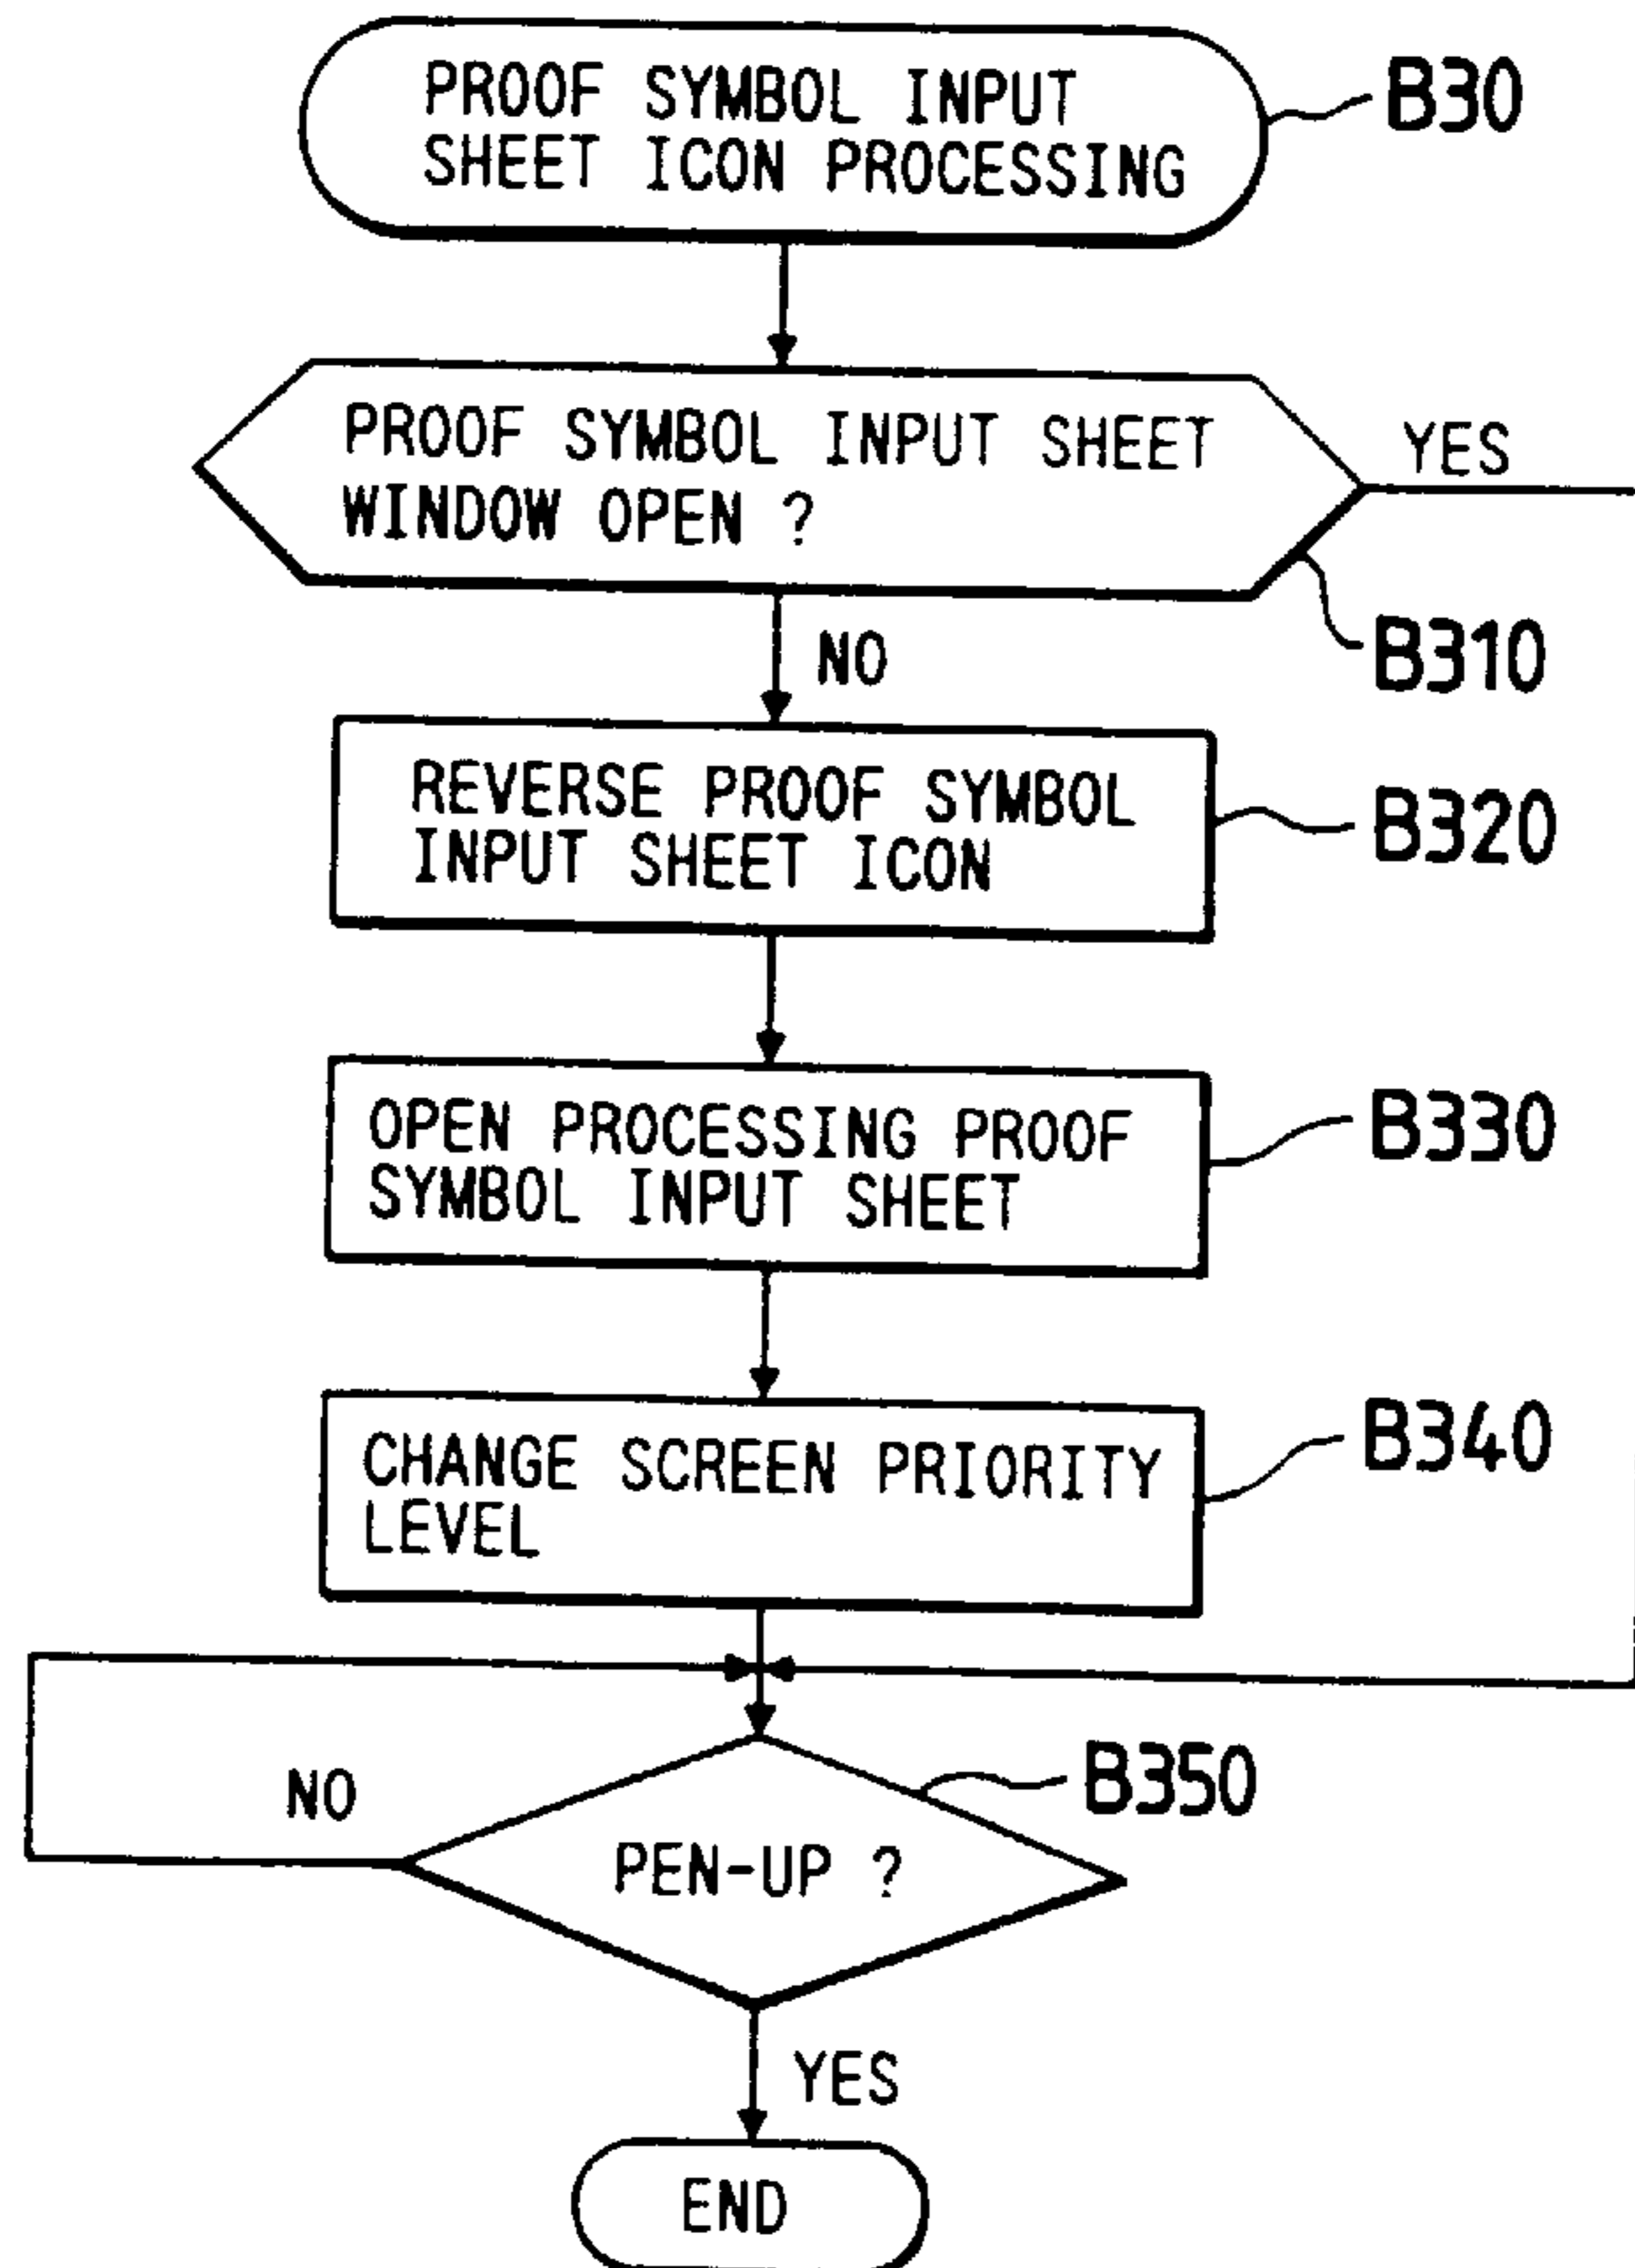 PROOF SYMBOL INPUT
SHEET ICON PROCESSING
B30
PROOF SYMBOL INPUT SHEET
WINDOW OPEN ?
YES
B310
NO
REVERSE PROOF SYMBOL
INPUT SHEET ICON
B320
OPEN PROCESSING PROOF
SYMBOL INPUT SHEET
B330
CHANGE SCREEN PRIORITY
LEVEL
B340
B350
NO
PEN-UP ?
YES
END